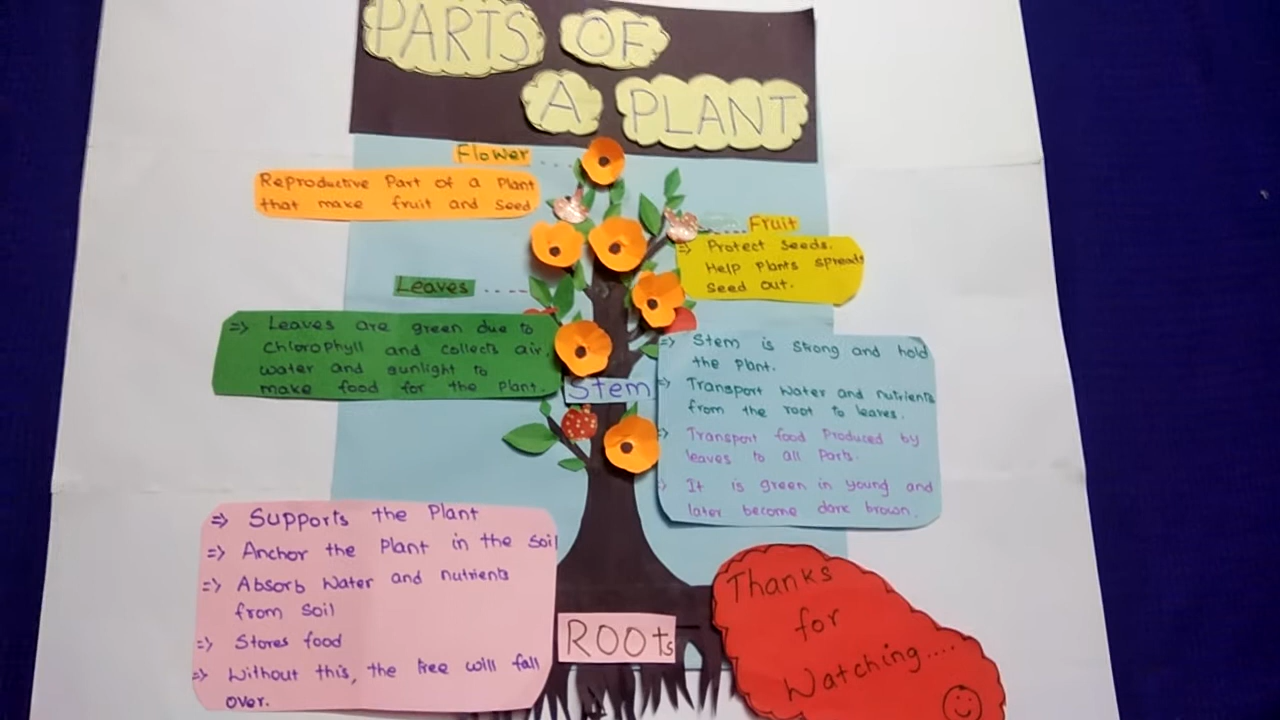 PARTS OF
A PLANT
Flower
Reproductive Part of a Plant
that make fruit and seed
Fruit
=> Protect Seeds.
Help Plants spreads
Seed out.
Leaves
=> Leaves are green due to
chlorophyll and collects air,
water and sunlight to
make food for the Plant.
Stem
=> Stem is strong and hold
the Plant.
=> Transport water and nutrients
from the root to leaves.
=> Transport food Produced by
leaves to all Parts.
=> It is green in young and
later become dark brown.
=> Supports the Plant
=> Anchor the Plant in the soil
=> Absorb Water and nutrients
from Soil
=> Stores food
=> Without this, the tree will fall
over.
ROOts
Thanks
for
Watching....